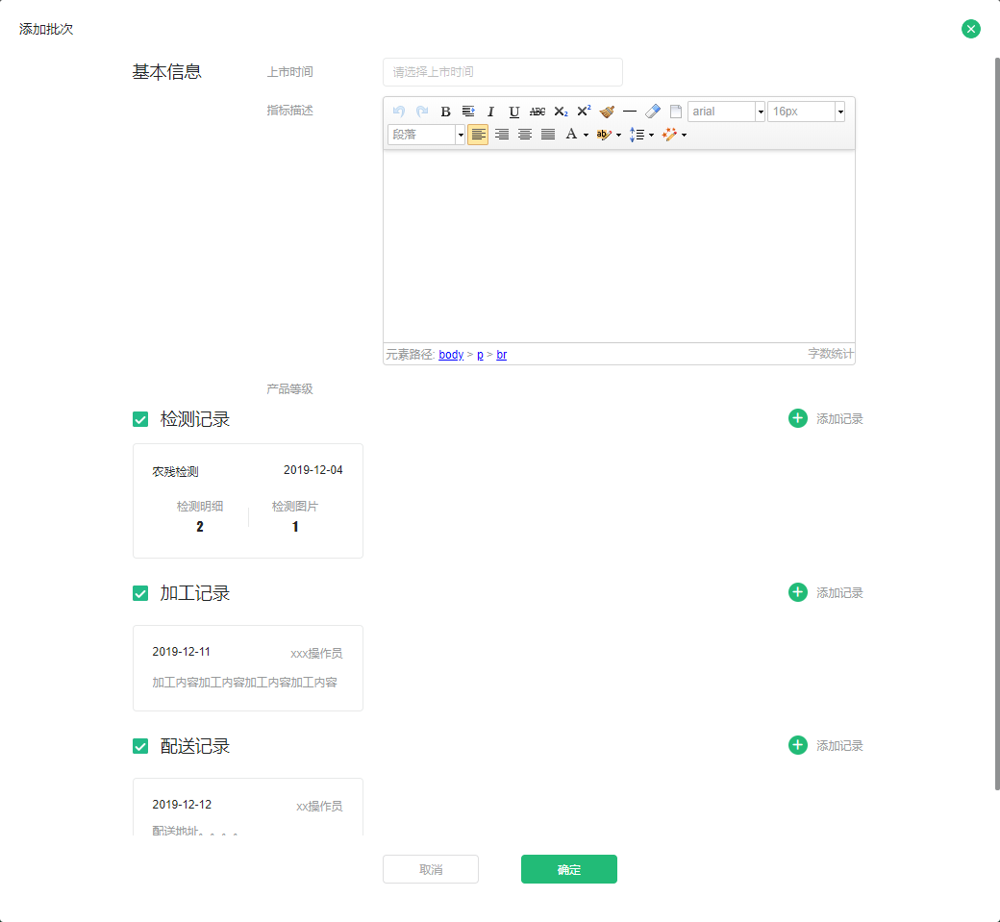 添加批次
基本信息
上市时间
请选择上市时间
指标描述
B I U ABC X₂ X² arial 16px
段落 A ab
元素路径: body > p > br
字数统计
产品等级
检测记录
添加记录
农残检测 2019-12-04
检测明细 检测图片
2 1
加工记录
添加记录
2019-12-11 xxx操作员
加工内容加工内容加工内容加工内容
配送记录
添加记录
2019-12-12 xx操作员
配送地址。。。。
取消 确定